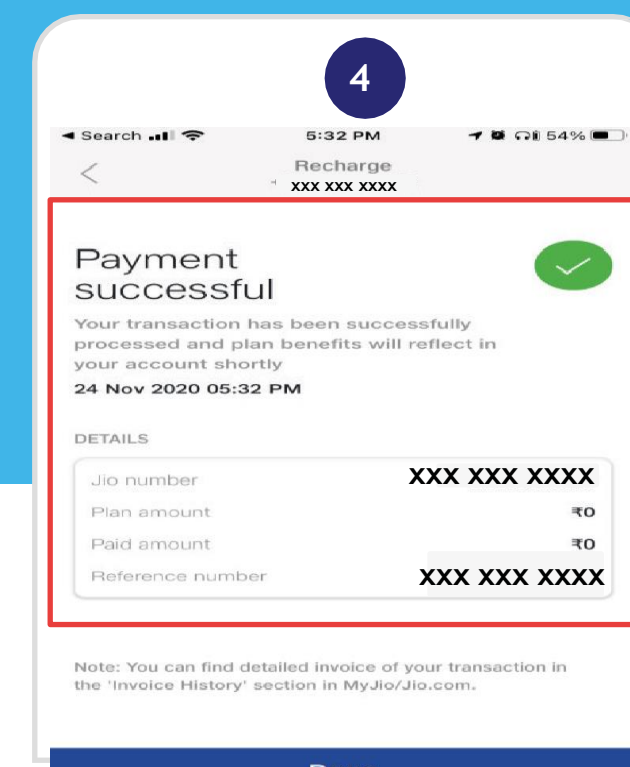 4
Search 5:32 PM 54%
Recharge
xxx xxx xxxx
Payment
successful
Your transaction has been successfully
processed and plan benefits will reflect in
your account shortly
24 Nov 2020 05:32 PM
DETAILS
Jio number XXX XXX XXXX
Plan amount ₹0
Paid amount ₹0
Reference number XXX XXX XXXX
Note: You can find detailed invoice of your transaction in
the 'Invoice History' section in MyJio/Jio.com.